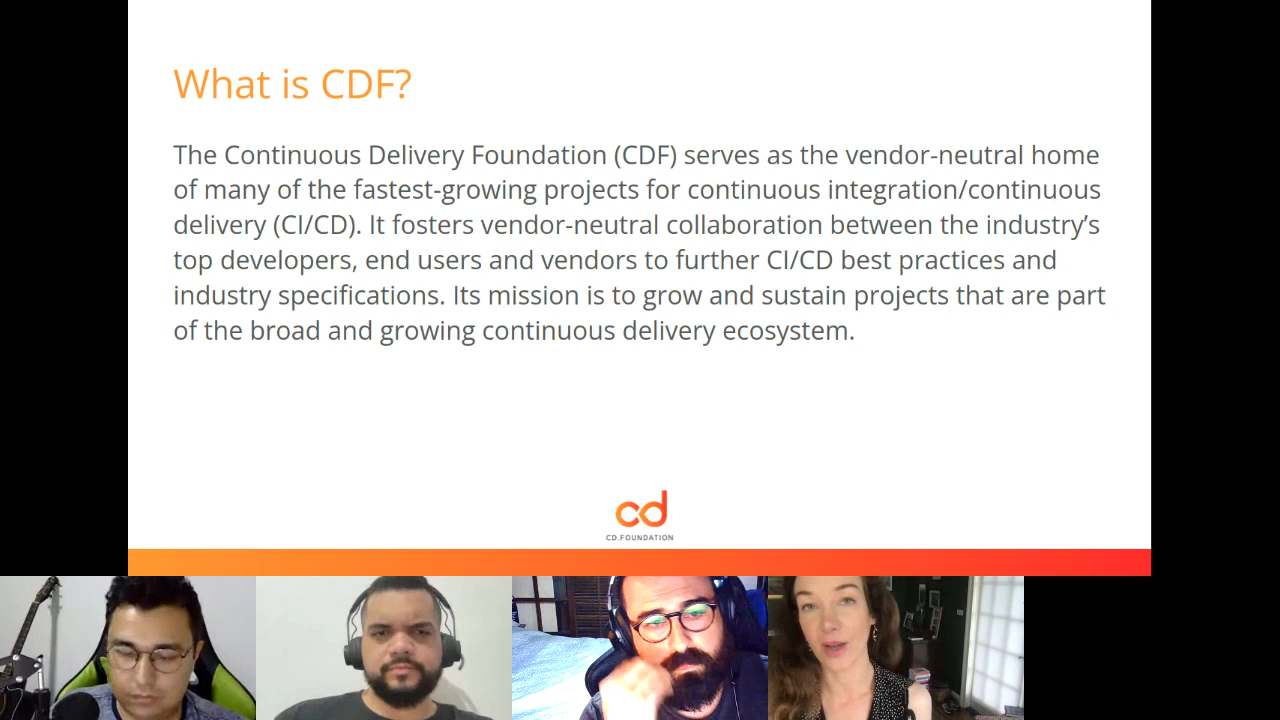 What is CDF?
The Continuous Delivery Foundation (CDF) serves as the vendor-neutral home
of many of the fastest-growing projects for continuous integration/continuous
delivery (CI/CD). It fosters vendor-neutral collaboration between the industry’s
top developers, end users and vendors to further CI/CD best practices and
industry specifications. Its mission is to grow and sustain projects that are part
of the broad and growing continuous delivery ecosystem.
cd
CD.FOUNDATION